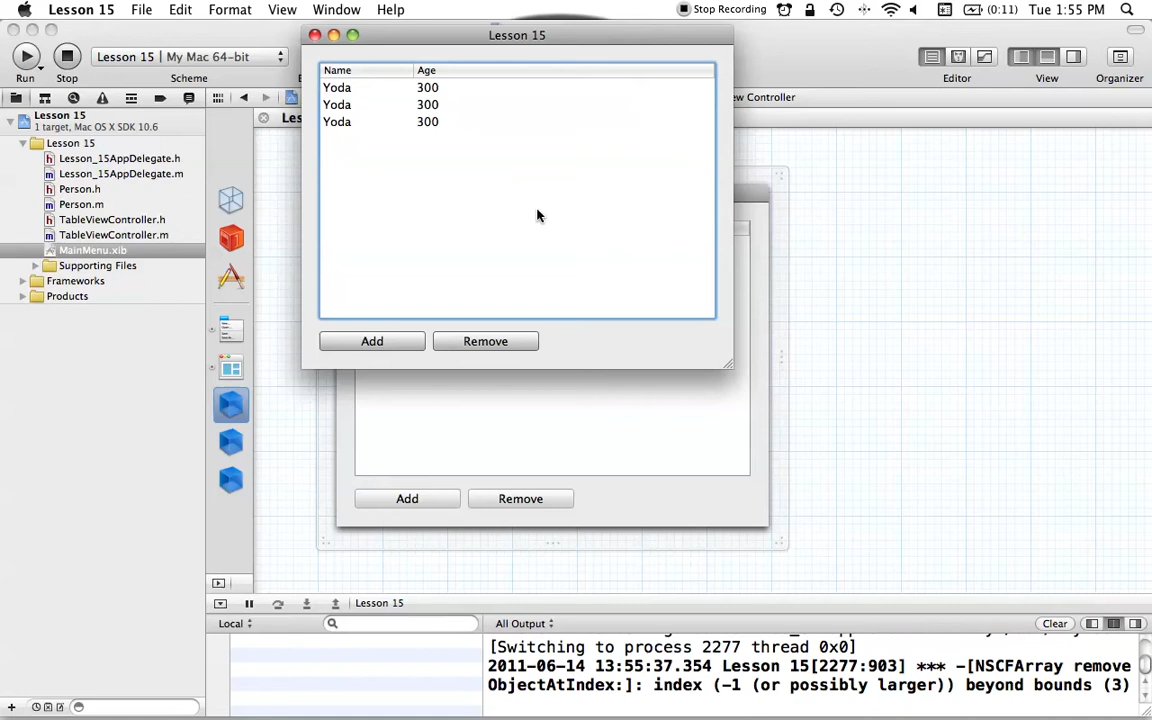 Lesson 15 File Edit Format View Window Help Stop Recording (0:11) Tue 1:55 PM
Lesson 15
Lesson 15 | My Mac 64-bit
Run Stop Scheme Editor View Organizer
Name Age
Yoda 300
Yoda 300
Yoda 300
Add Remove
ew Controller
Les
Lesson 15
1 target, Mac OS X SDK 10.6
Lesson 15
Lesson_15AppDelegate.h
Lesson_15AppDelegate.m
Person.h
Person.m
TableViewController.h
TableViewController.m
MainMenu.xib
Supporting Files
Frameworks
Products
Add Remove
Lesson 15
Local All Output Clear
[Switching to process 2277 thread 0x0]
2011-06-14 13:55:37.354 Lesson 15[2277:903] *** -[NSCFArray remove
ObjectAtIndex:]: index (-1 (or possibly larger)) beyond bounds (3)